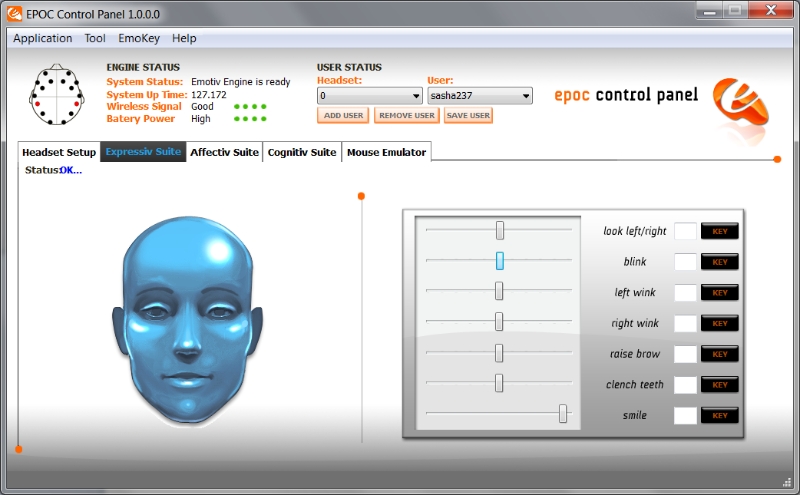 EPOC Control Panel 1.0.0.0
Application Tool EmoKey Help
ENGINE STATUS
System Status: Emotiv Engine is ready
System Up Time: 127.172
Wireless Signal Good
Batery Power High
USER STATUS
Headset: User:
0 sasha237
ADD USER REMOVE USER SAVE USER
epoc control panel
Headset Setup Expressiv Suite Affectiv Suite Cognitiv Suite Mouse Emulator
Status: OK...
look left/right KEY
blink KEY
left wink KEY
right wink KEY
raise brow KEY
clench teeth KEY
smile KEY